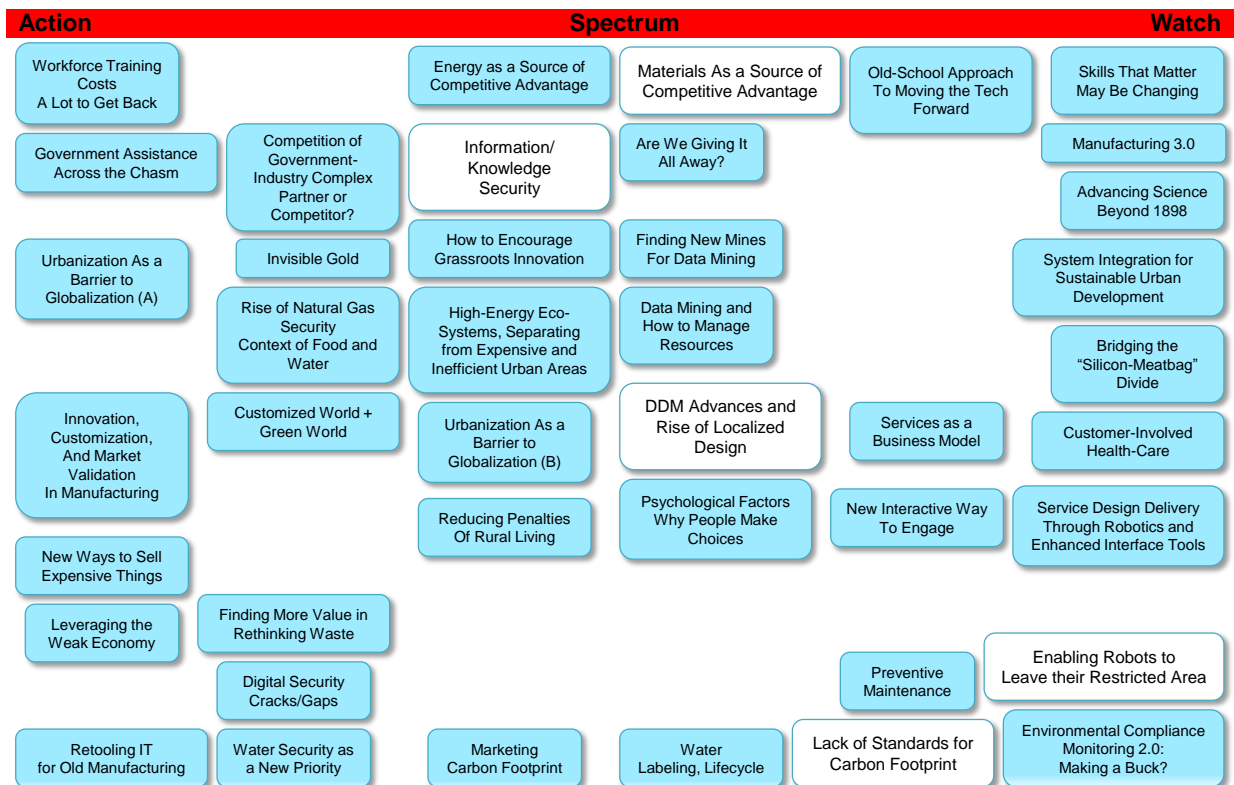 Action
Spectrum
Watch
Workforce Training
Costs
A Lot to Get Back
Energy as a Source of
Competitive Advantage
Materials As a Source of
Competitive Advantage
Old-School Approach
To Moving the Tech
Forward
Skills That Matter
May Be Changing
Government Assistance
Across the Chasm
Competition of
Government-
Industry Complex
Partner or
Competitor?
Information/
Knowledge
Security
Are We Giving It
All Away?
Manufacturing 3.0
Advancing Science
Beyond 1898
Urbanization As a
Barrier to
Globalization (A)
Invisible Gold
How to Encourage
Grassroots Innovation
Finding New Mines
For Data Mining
System Integration for
Sustainable Urban
Development
Rise of Natural Gas
Security
Context of Food and
Water
High-Energy Eco-
Systems, Separating
from Expensive and
Inefficient Urban Areas
Data Mining and
How to Manage
Resources
Bridging the
“Silicon-Meatbag”
Divide
Innovation,
Customization,
And Market
Validation
In Manufacturing
Customized World +
Green World
Urbanization As a
Barrier to
Globalization (B)
DDM Advances and
Rise of Localized
Design
Services as a
Business Model
Customer-Involved
Health-Care
Reducing Penalties
Of Rural Living
Psychological Factors
Why People Make
Choices
New Interactive Way
To Engage
Service Design Delivery
Through Robotics and
Enhanced Interface Tools
New Ways to Sell
Expensive Things
Leveraging the
Weak Economy
Finding More Value in
Rethinking Waste
Digital Security
Cracks/Gaps
Preventive
Maintenance
Enabling Robots to
Leave their Restricted Area
Retooling IT
for Old Manufacturing
Water Security as
a New Priority
Marketing
Carbon Footprint
Water
Labeling, Lifecycle
Lack of Standards for
Carbon Footprint
Environmental Compliance
Monitoring 2.0:
Making a Buck?